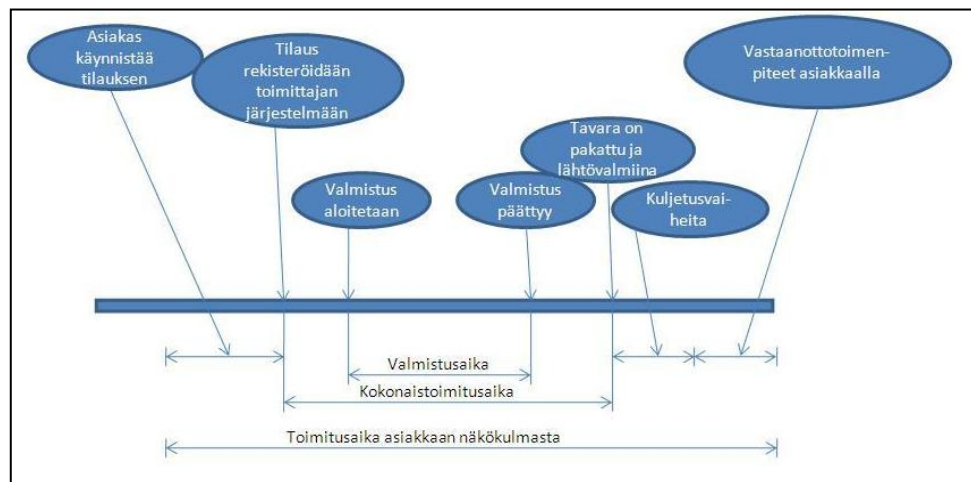 Asiakas
käynnistää
tilauksen
Tilaus
rekisteröidään
toimittajan
järjestelmään
Valmistus
aloitetaan
Valmistus
päättyy
Tavara on
pakattu ja
lähtövalmiina
Kuljetusvai-
heita
Vastaanottotoimen-
piteet asiakkaalla
Valmistusaika
Kokonaistoimitusaika
Toimitusaika asiakkaan näkökulmasta